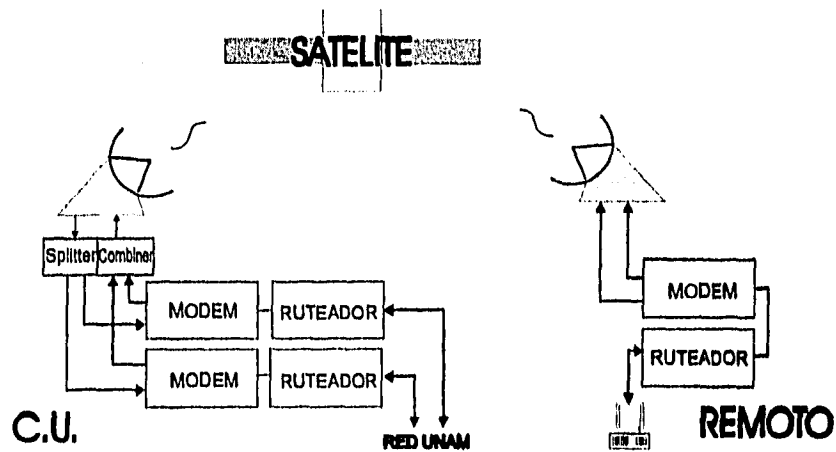 SATELITE
Splitter Combiner
MODEM RUTEADOR
MODEM RUTEADOR
C.U.
RED UNAM
MODEM
RUTEADOR
REMOTO